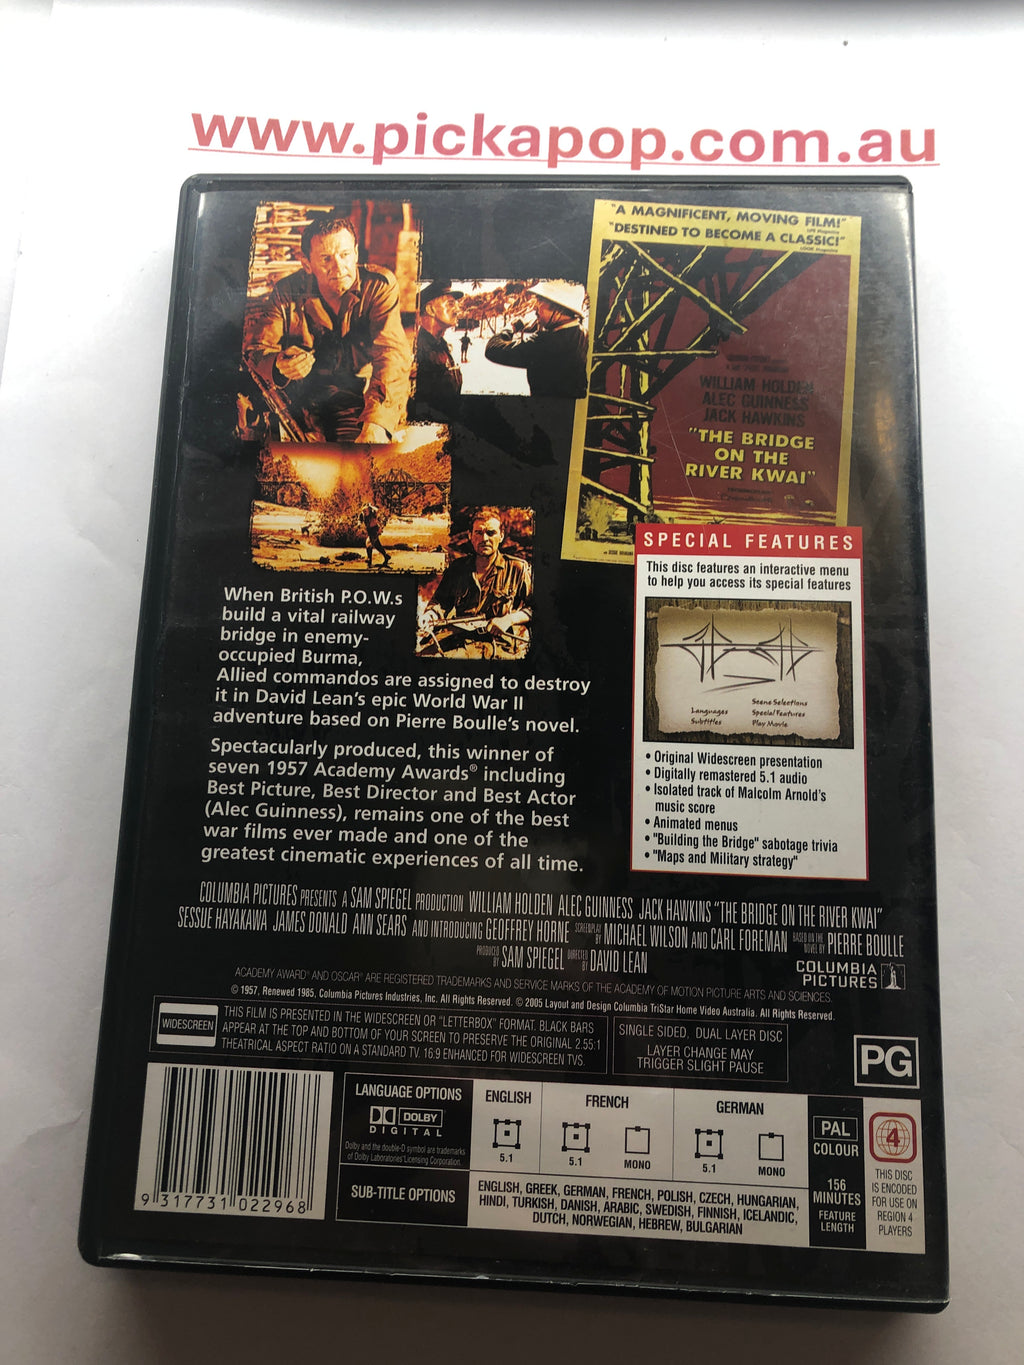 www.pickapop.com.au
"A MAGNIFICENT, MOVING FILM!"
LIFE Magazine
"DESTINED TO BECOME A CLASSIC!"
LOOK Magazine
WILLIAM HOLDEN
ALEC GUINNESS
JACK HAWKINS
"THE BRIDGE
ON THE
RIVER KWAI"
SPECIAL FEATURES
This disc features an interactive menu
to help you access its special features
Languages
Subtitles
Scene Selections
Special Features
Play Movie
• Original Widescreen presentation
• Digitally remastered 5.1 audio
• Isolated track of Malcolm Arnold's
music score
• Animated menus
• "Building the Bridge" sabotage trivia
• "Maps and Military strategy"
When British P.O.W.s
build a vital railway
bridge in enemy-
occupied Burma,
Allied commandos are assigned to destroy
it in David Lean's epic World War II
adventure based on Pierre Boulle's novel.
Spectacularly produced, this winner of
seven 1957 Academy Awards® including
Best Picture, Best Director and Best Actor
(Alec Guinness), remains one of the best
war films ever made and one of the
greatest cinematic experiences of all time.
COLUMBIA PICTURES PRESENTS A SAM SPIEGEL PRODUCTION WILLIAM HOLDEN ALEC GUINNESS JACK HAWKINS "THE BRIDGE ON THE RIVER KWAI"
SESSUE HAYAKAWA JAMES DONALD ANN SEARS AND INTRODUCING GEOFFREY HORNE SCREENPLAY BY MICHAEL WILSON AND CARL FOREMAN BASED ON THE NOVEL BY PIERRE BOULLE
PRODUCED BY SAM SPIEGEL DIRECTED BY DAVID LEAN
COLUMBIA
PICTURES
ACADEMY AWARD® AND OSCAR® ARE REGISTERED TRADEMARKS AND SERVICE MARKS OF THE ACADEMY OF MOTION PICTURE ARTS AND SCIENCES.
© 1957, Renewed 1985, Columbia Pictures Industries, Inc. All Rights Reserved. © 2005 Layout and Design Columbia TriStar Home Video Australia. All Rights Reserved.
WIDESCREEN
THIS FILM IS PRESENTED IN THE WIDESCREEN OR "LETTERBOX" FORMAT. BLACK BARS
APPEAR AT THE TOP AND BOTTOM OF YOUR SCREEN TO PRESERVE THE ORIGINAL 2.55:1
THEATRICAL ASPECT RATIO ON A STANDARD TV. 16:9 ENHANCED FOR WIDESCREEN TVS.
SINGLE SIDED, DUAL LAYER DISC
LAYER CHANGE MAY
TRIGGER SLIGHT PAUSE
PG
9 317731 022968
LANGUAGE OPTIONS
DOLBY
DIGITAL
Dolby and the double-D symbol are trademarks
of Dolby Laboratories Licensing Corporation.
ENGLISH
5.1
FRENCH
5.1
MONO
GERMAN
5.1
MONO
SUB-TITLE OPTIONS
ENGLISH, GREEK, GERMAN, FRENCH, POLISH, CZECH, HUNGARIAN,
HINDI, TURKISH, DANISH, ARABIC, SWEDISH, FINNISH, ICELANDIC,
DUTCH, NORWEGIAN, HEBREW, BULGARIAN
PAL
COLOUR
156
MINUTES
FEATURE
LENGTH
4
THIS DISC
IS ENCODED
FOR USE ON
REGION 4
PLAYERS